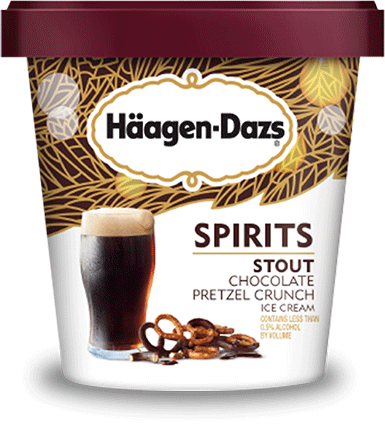 Häagen-Dazs®
SPIRITS
STOUT
CHOCOLATE
PRETZEL CRUNCH
ICE CREAM
CONTAINS LESS THAN
0.5% ALCOHOL
BY VOLUME